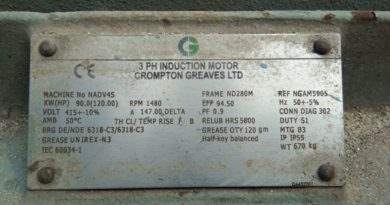 3 PH INDUCTION MOTOR
CROMPTON GREAVES LTD
MACHINE No NADV45 FRAME ND280M REF NGAM5905
KW(HP) 90.0(120.00) RPM 1480 EFF 94.50 Hz 50+-5%
VOLT 415+-10% A 147.00,DELTA PF 0.9 CONN DIAG 302
AMB 50°C TH CL/ TEMP RISE F/ B RELUB HRS 5800 DUTY S1
BRG DE/NDE 6318-C3/6318-C3 GREASE QTY 120 gm MTG B3
GREASE UNIREX-N3 Half-key balanced IP IP55
IEC 60034-1 WT 670 kg